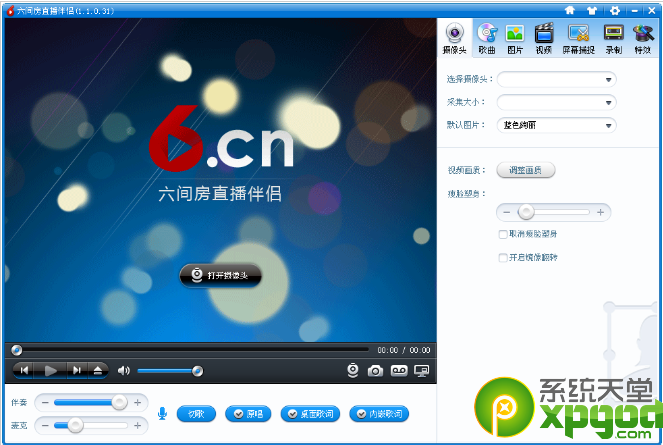 六间房直播伴侣(1.1.0.31)
摄像头 歌曲 图片 视频 屏幕捕捉 录制 特效
选择摄像头：
采集大小：
默认图片： 蓝色绚丽
6.cn
六间房直播伴侣
视频画质： 调整画质
瘦脸塑身：
取消瘦脸塑身
开启镜像翻转
打开摄像头
00:00 / 00:00
伴奏
麦克
切歌 原唱 桌面歌词 内嵌歌词
系统天堂
xpgod.com